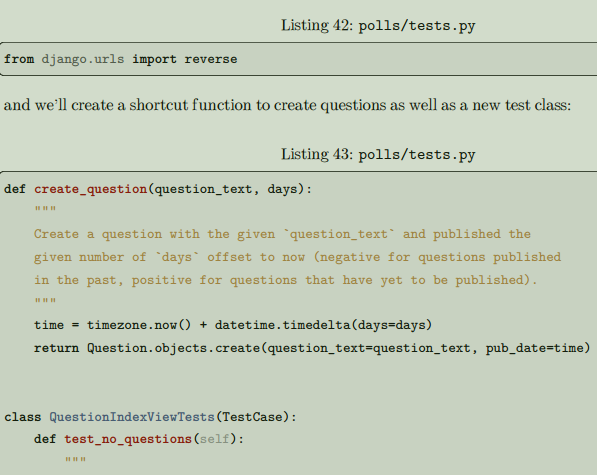 Listing 42: polls/tests.py
from django.urls import reverse
and we'll create a shortcut function to create questions as well as a new test class:
Listing 43: polls/tests.py
def create_question(question_text, days):
    """
    Create a question with the given `question_text` and published the
    given number of `days` offset to now (negative for questions published
    in the past, positive for questions that have yet to be published).
    """
    time = timezone.now() + datetime.timedelta(days=days)
    return Question.objects.create(question_text=question_text, pub_date=time)
class QuestionIndexViewTests(TestCase):
    def test_no_questions(self):
        """